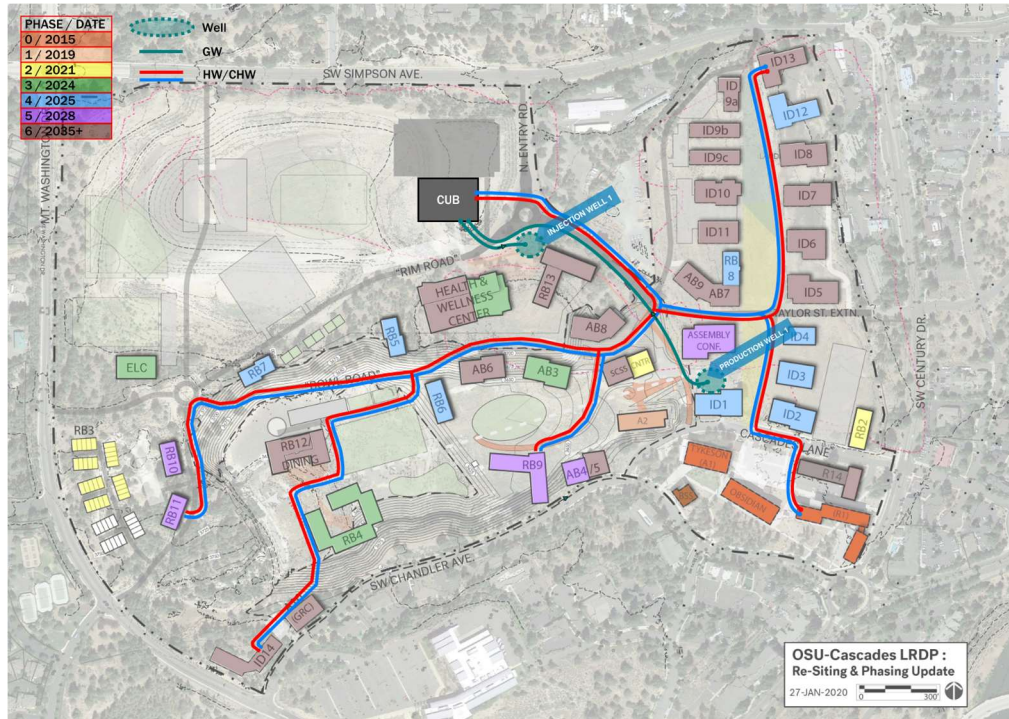 PHASE / DATE
0 / 2015
1 / 2019
2 / 2021
3 / 2024
4 / 2025
5 / 2028
6 / 2035+
Well
GW
HW/CHW
SW SIMPSON AVE.
MT. WASHINGTON
N. ENTRY RD
CUB
INJECTION WELL 1
"RIM ROAD"
HEALTH &
WELLNESS
CENTER
RB13
ID13
ID
9a
ID12
ID9b
ID9c
ID8
ID10
ID7
ID11
ID6
RB
8
AB9
AB7
ID5
AYLOR ST. EXTN.
AB8
ASSEMBLY
CONF.
PRODUCTION WELL 1
ID4
SW CENTURY DR.
ELC
RB7
RB5
"BOWL ROAD"
AB6
AB3
SCSS
CNTR
ID3
RB6
ID1
ID2
RB2
A2
CASCADES LANE
RB3
RB10
RB11
RB12/
DINING
RB9
AB4
/5
TYKESON
(A1)
OBSIDIAN
R14
(R1)
RB4
SW CHANDLER AVE.
(GRC)
ID14
OSU-Cascades LRDP :
Re-Siting & Phasing Update
27-JAN-2020
0
300'